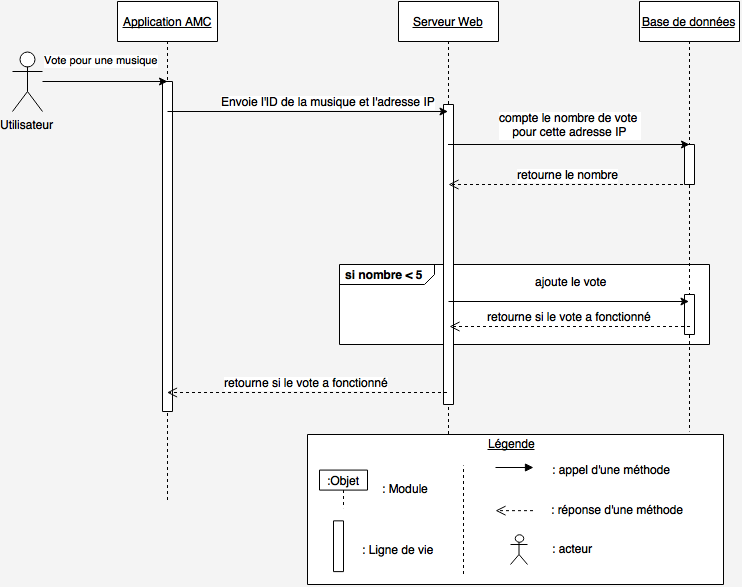 Application AMC
Serveur Web
Base de données
Vote pour une musique
Utilisateur
Envoie l'ID de la musique et l'adresse IP
compte le nombre de vote
pour cette adresse IP
retourne le nombre
si nombre < 5
ajoute le vote
retourne si le vote a fonctionné
retourne si le vote a fonctionné
Légende
:Objet
: Module
: Ligne de vie
: appel d'une méthode
: réponse d'une méthode
: acteur